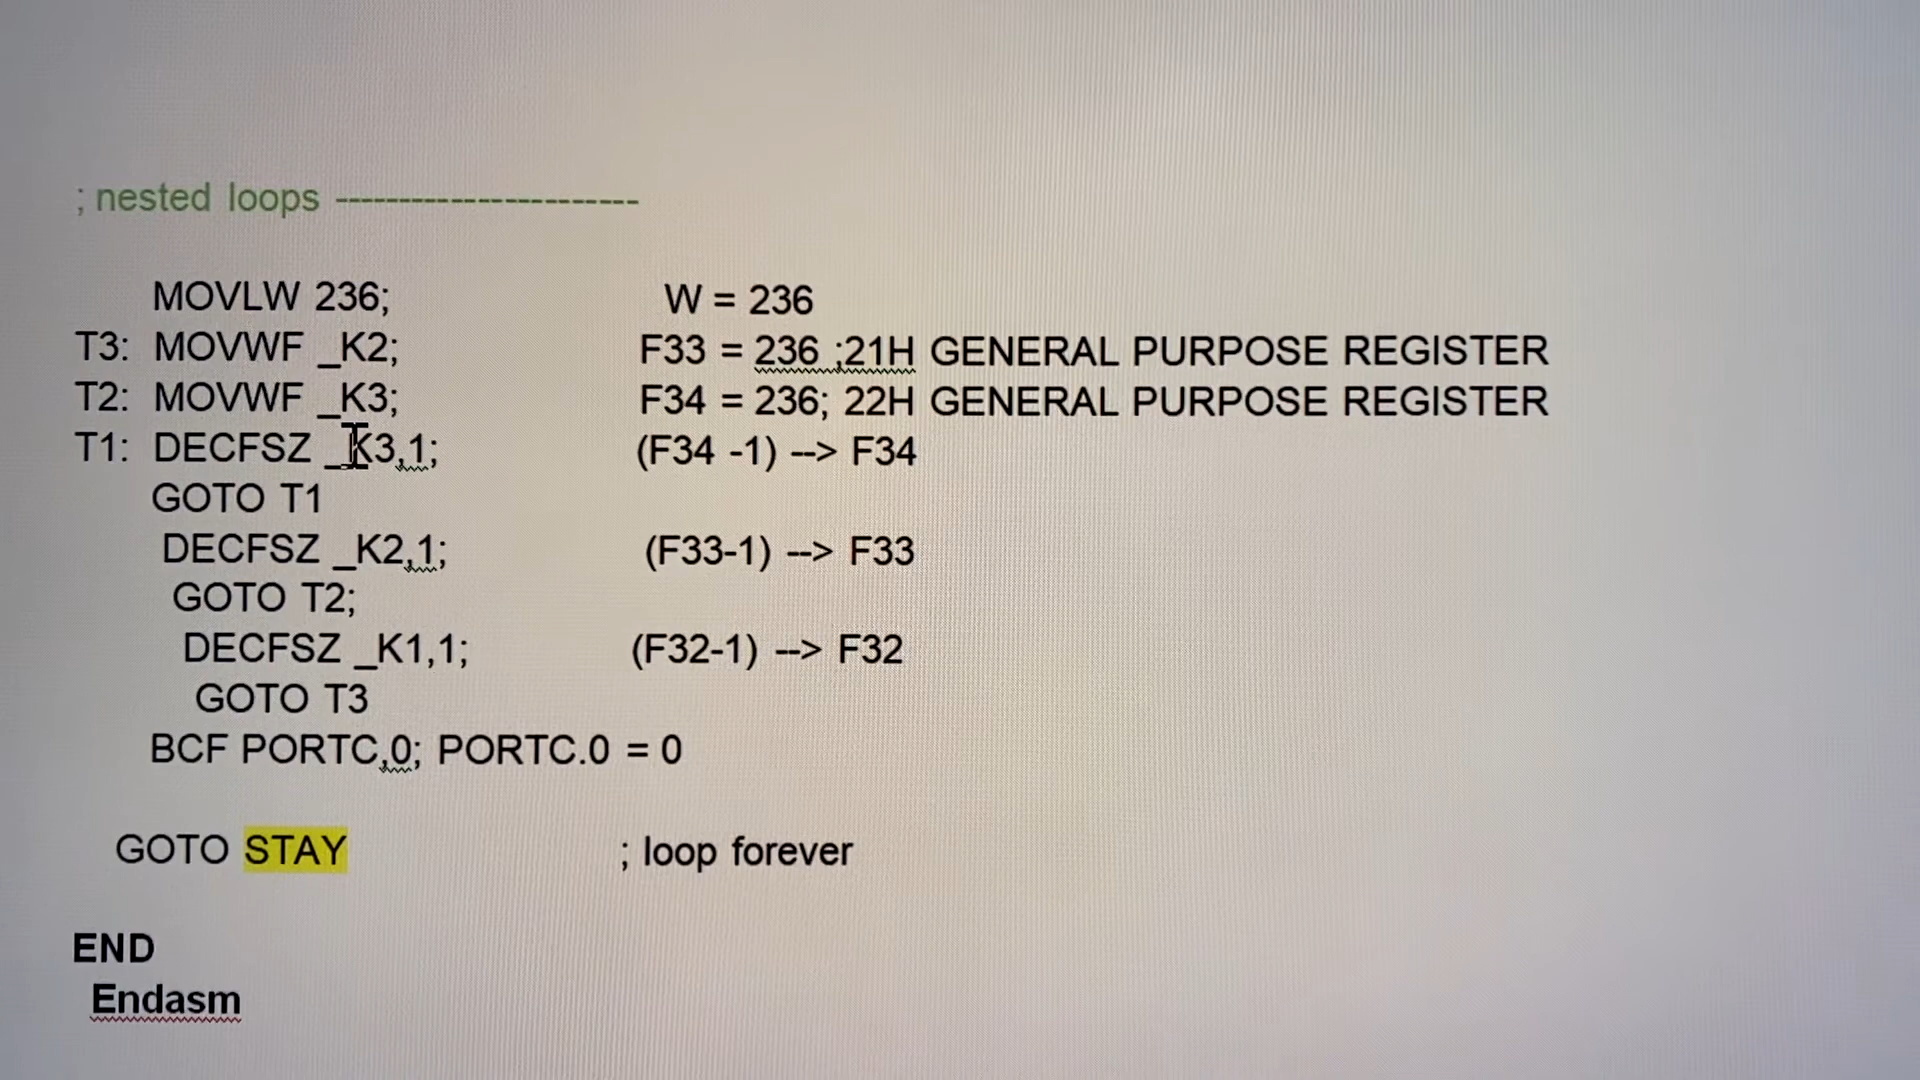 ; nested loops ------------------------
MOVLW 236; W = 236
T3: MOVWF _K2; F33 = 236 ;21H GENERAL PURPOSE REGISTER
T2: MOVWF _K3; F34 = 236; 22H GENERAL PURPOSE REGISTER
T1: DECFSZ _K3,1; (F34 -1) --> F34
GOTO T1
DECFSZ _K2,1; (F33-1) --> F33
GOTO T2;
DECFSZ _K1,1; (F32-1) --> F32
GOTO T3
BCF PORTC,0; PORTC.0 = 0
GOTO STAY ; loop forever
END
Endasm